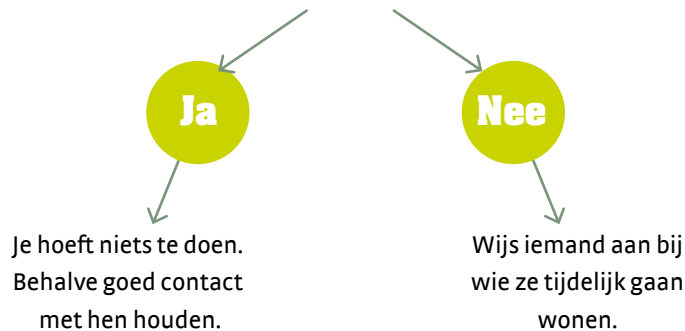 Ja
Nee
Je hoeft niets te doen.
Behalve goed contact
met hen houden.
Wijs iemand aan bij
wie ze tijdelijk gaan
wonen.